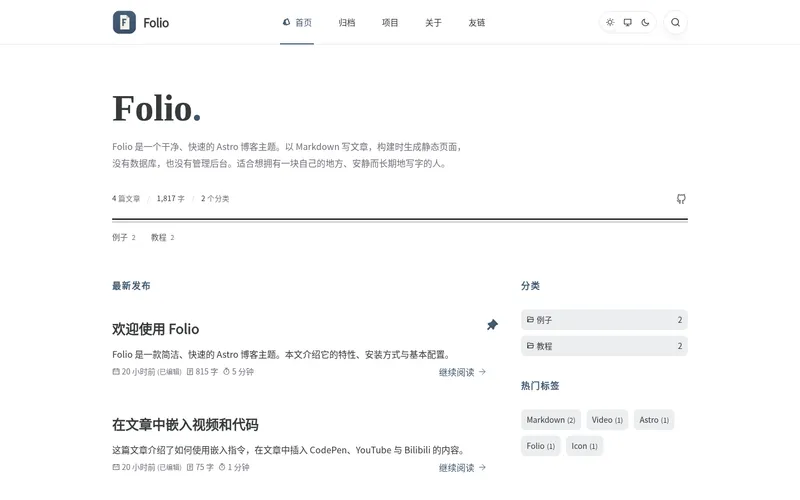 Folio
首页 归档 项目 关于 友链
Folio.
Folio 是一个干净、快速的 Astro 博客主题。以 Markdown 写文章，构建时生成静态页面，
没有数据库，也没有管理后台。适合想拥有一块自己的地方、安静而长期地写字的人。
4 篇文章 / 1,817 字 / 2 个分类
例子 2 教程 2
最新发布
欢迎使用 Folio
Folio 是一款简洁、快速的 Astro 博客主题。本文介绍它的特性、安装方式与基本配置。
20 小时前 (已编辑) 815 字 5 分钟
继续阅读
在文章中嵌入视频和代码
这篇文章介绍了如何使用嵌入指令，在文章中插入 CodePen、YouTube 与 Bilibili 的内容。
20 小时前 (已编辑) 75 字 1 分钟
继续阅读
分类
例子 2
教程 2
热门标签
Markdown (2) Video (1) Astro (1)
Folio (1) Icon (1)